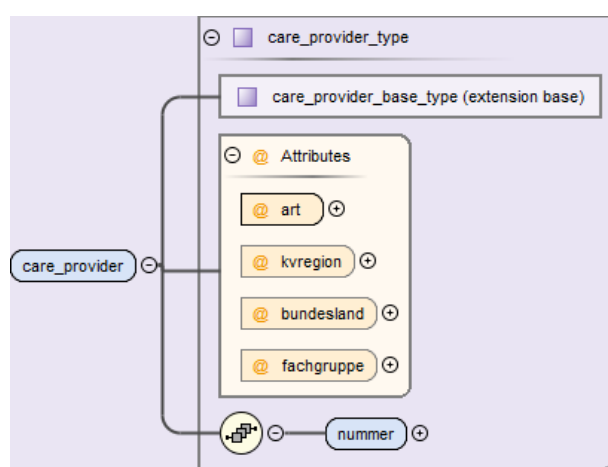 care_provider_type
care_provider_base_type (extension base)
@ Attributes
@ art
@ kvregion
care_provider
@ bundesland
@ fachgruppe
nummer